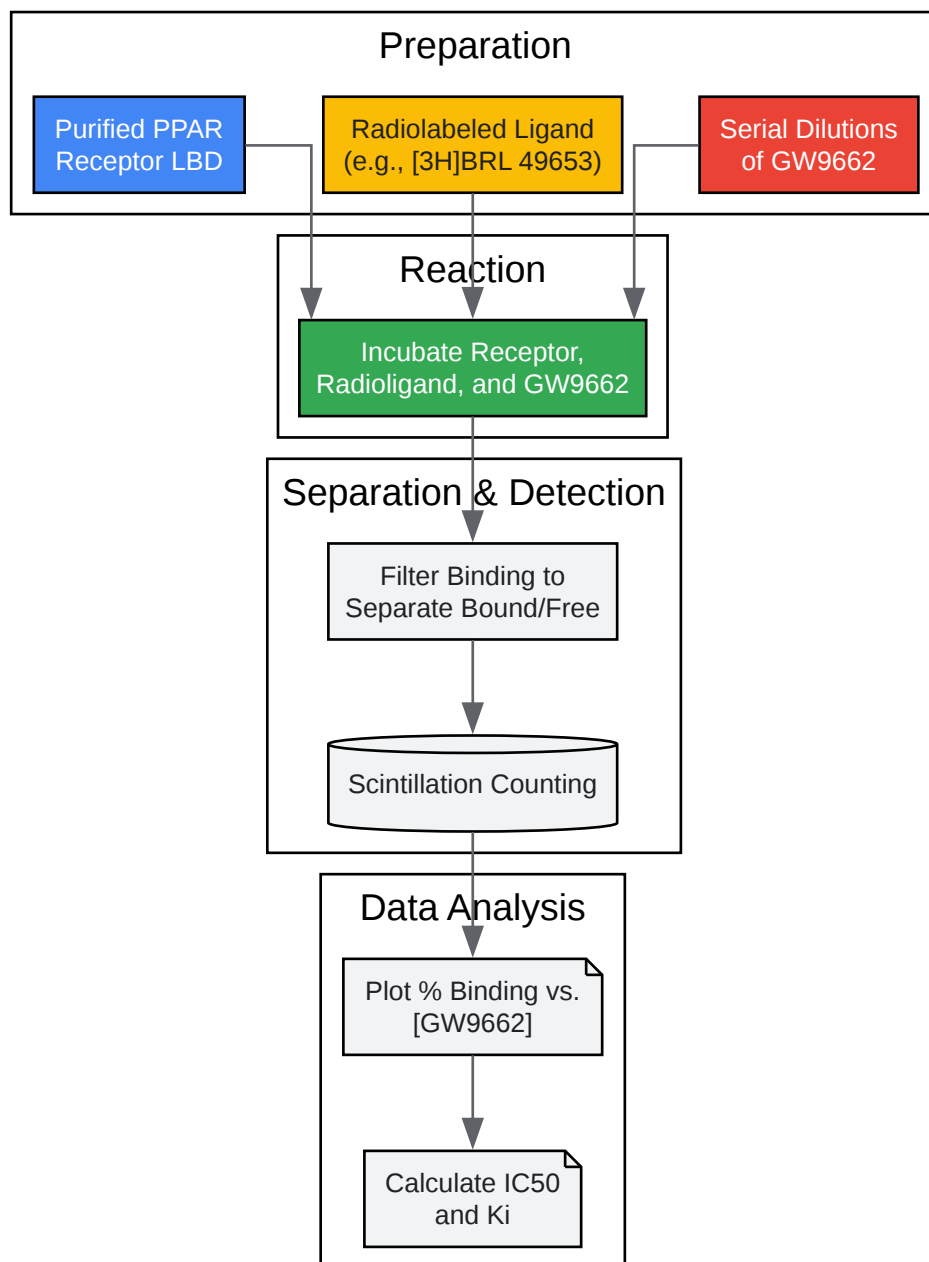 Preparation
Purified PPAR
Receptor LBD
Radiolabeled Ligand
(e.g., [3H]BRL 49653)
Serial Dilutions
of GW9662
Reaction
Incubate Receptor,
Radioligand, and GW9662
Separation & Detection
Filter Binding to
Separate Bound/Free
Scintillation Counting
Data Analysis
Plot % Binding vs.
[GW9662]
Calculate IC50
and Ki